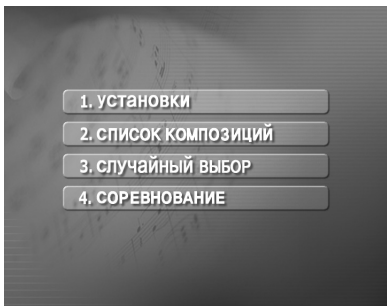 1. УСТАНОВКИ
2. СПИСОК КОМПОЗИЦИЙ
3. СЛУЧАЙНЫЙ ВЫБОР
4. СОРЕВНОВАНИЕ